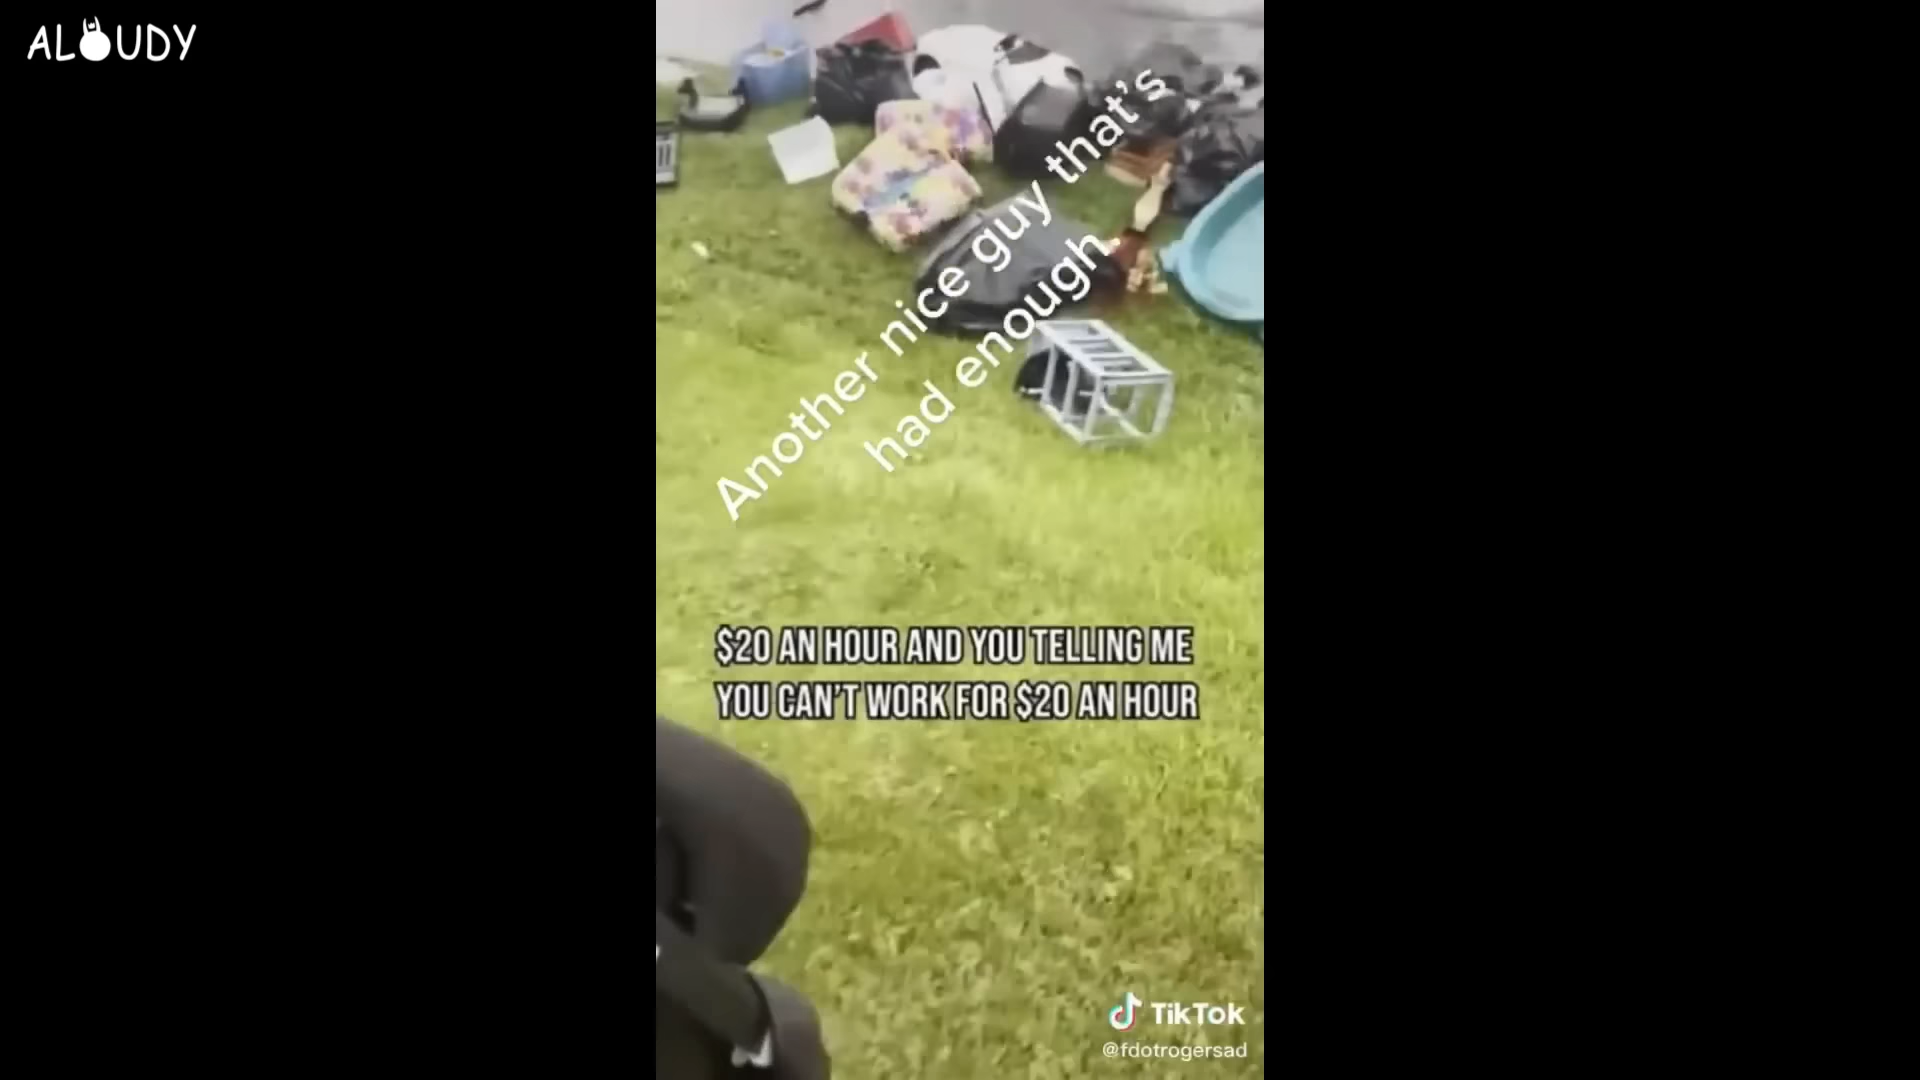 ALOUDY
Another nice guy that's
had enough.
$20 AN HOUR AND YOU TELLING ME
YOU CAN'T WORK FOR $20 AN HOUR
TikTok
@fdotrogersad